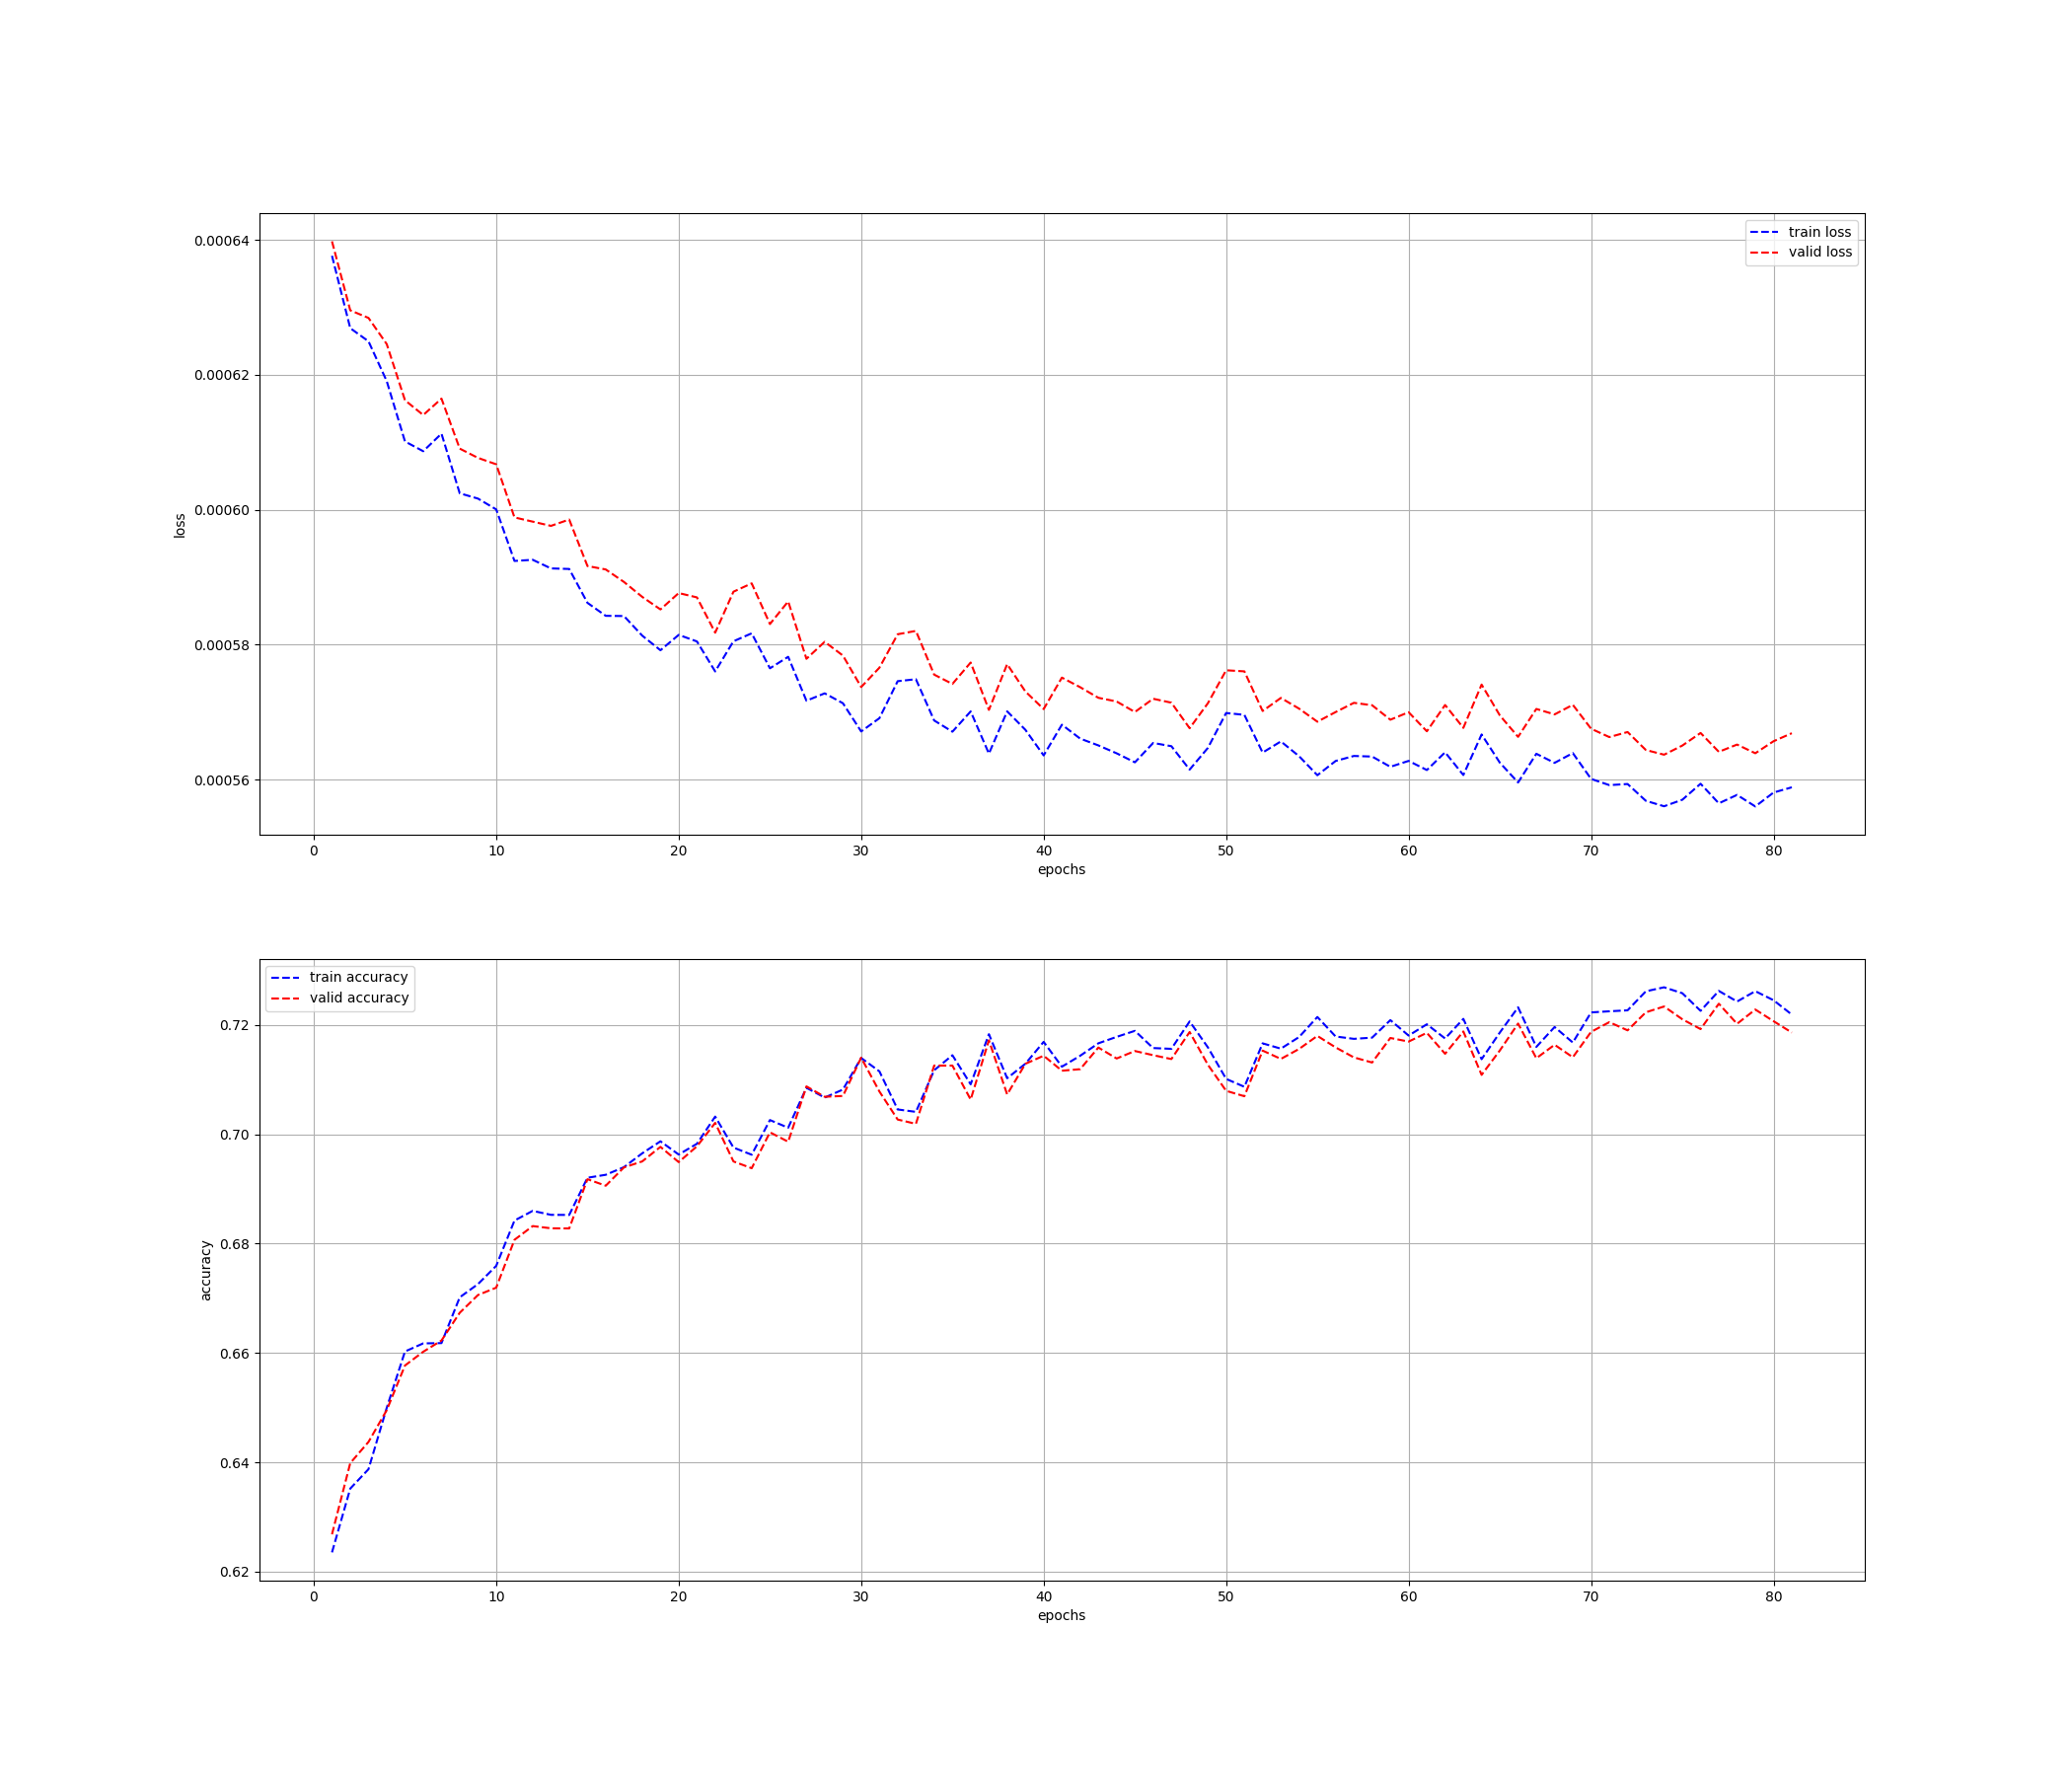 0.00064
0.00062
0.00060
0.00058
0.00056
loss
train loss
valid loss
0 10 20 30 40 50 60 70 80
epochs
train accuracy
valid accuracy
0.72
0.70
0.68
0.66
0.64
0.62
accuracy
0 10 20 30 40 50 60 70 80
epochs